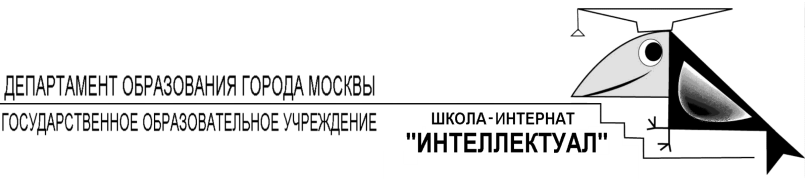 ДЕПАРТАМЕНТ ОБРАЗОВАНИЯ ГОРОДА МОСКВЫ
ГОСУДАРСТВЕННОЕ ОБРАЗОВАТЕЛЬНОЕ УЧРЕЖДЕНИЕ
ШКОЛА-ИНТЕРНАТ
"ИНТЕЛЛЕКТУАЛ"